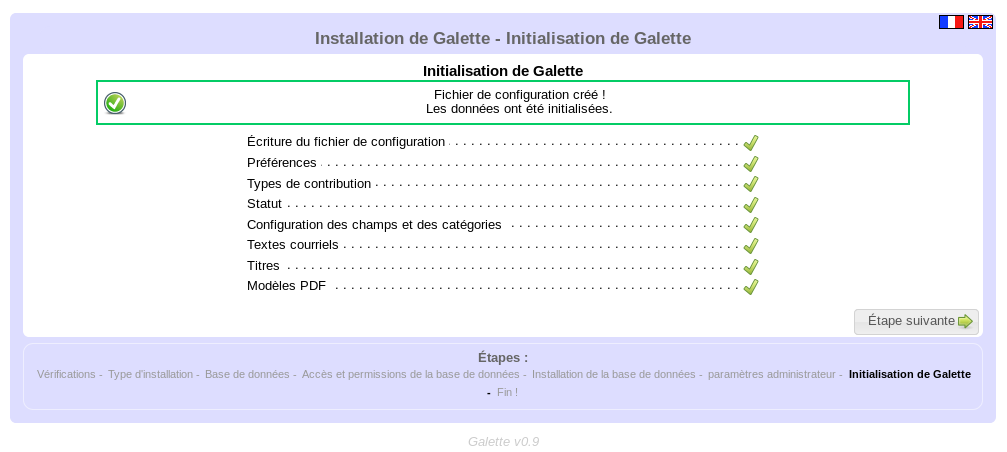 Installation de Galette - Initialisation de Galette
Initialisation de Galette
Fichier de configuration créé !
Les données ont été initialisées.
Écriture du fichier de configuration
Préférences
Types de contribution
Statut
Configuration des champs et des catégories
Textes courriels
Titres
Modèles PDF
Étape suivante
Étapes :
Vérifications - Type d'installation - Base de données - Accès et permissions de la base de données - Installation de la base de données - paramètres administrateur - Initialisation de Galette
- Fin !
Galette v0.9